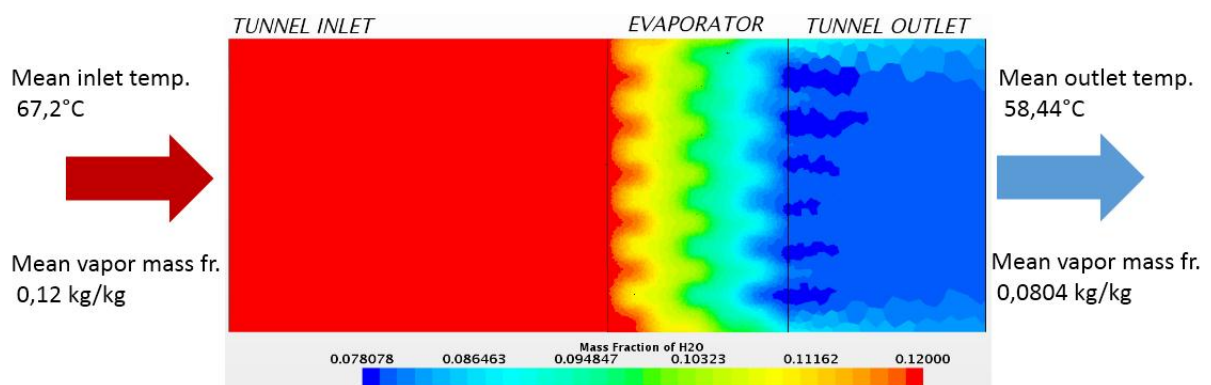 TUNNEL INLET
EVAPORATOR
TUNNEL OUTLET
Mean inlet temp.
67,2°C
Mean outlet temp.
58,44°C
Mean vapor mass fr.
0,12 kg/kg
Mean vapor mass fr.
0,0804 kg/kg
Mass Fraction of H2O
0.078078 0.086463 0.094847 0.10323 0.11162 0.12000